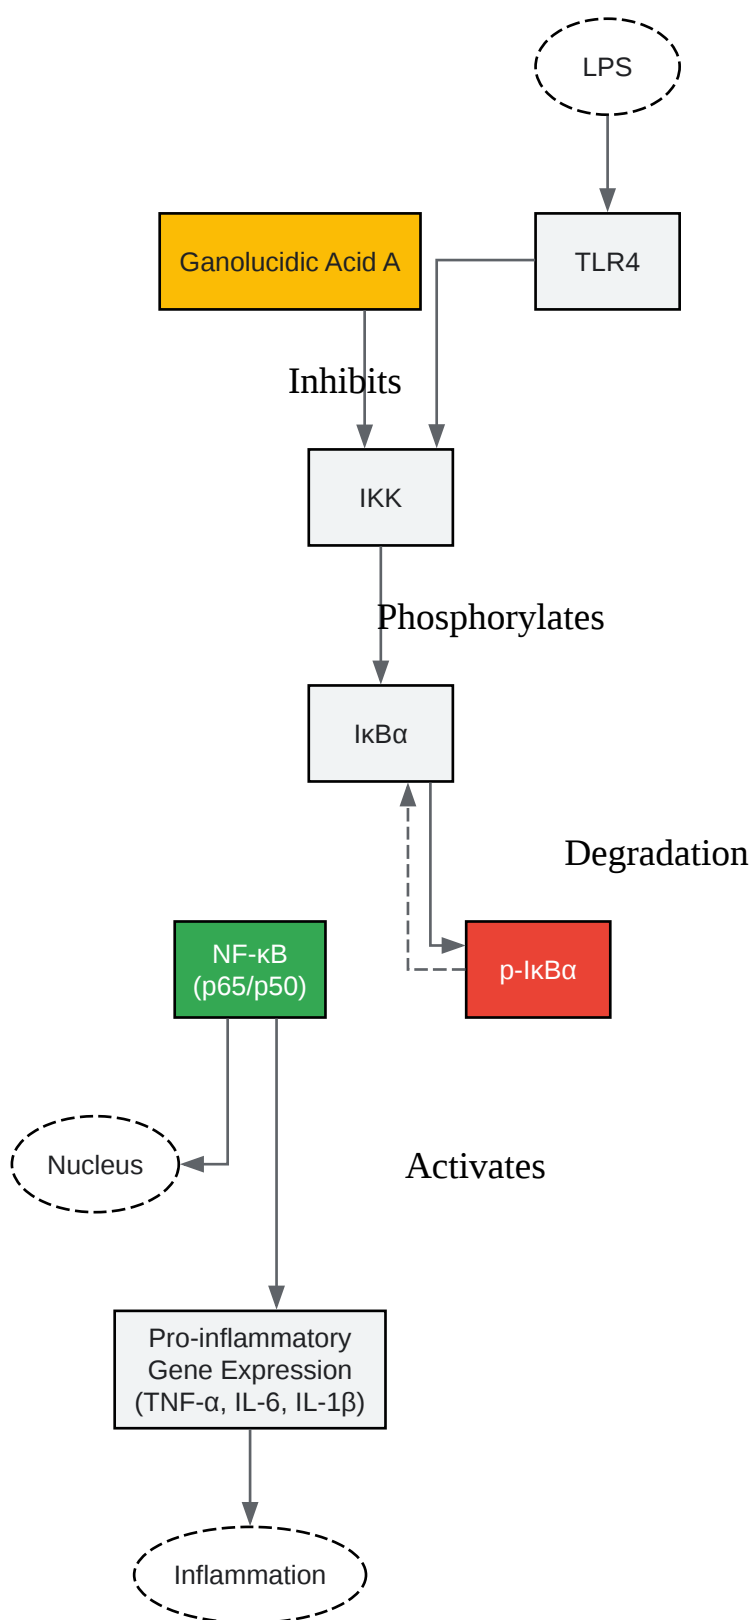 LPS
Ganolucidic Acid A
TLR4
Inhibits
IKK
Phosphorylates
IκBα
Degradation
NF-κB
(p65/p50)
p-IκBα
Nucleus
Activates
Pro-inflammatory
Gene Expression
(TNF-α, IL-6, IL-1β)
Inflammation